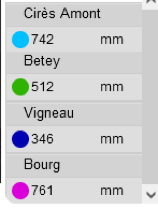 Cirès Amont
742 mm
Betey
512 mm
Vigneau
346 mm
Bourg
761 mm